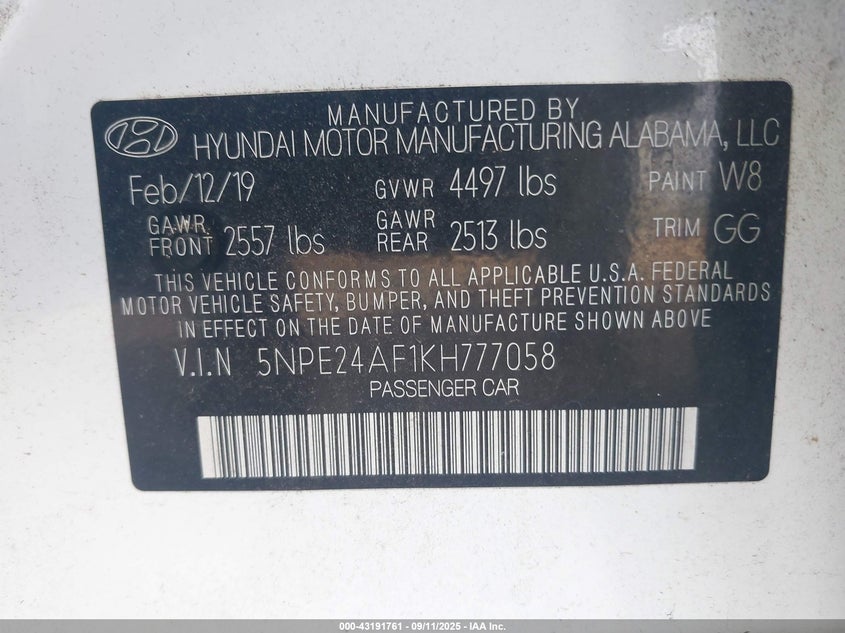 MANUFACTURED BY
HYUNDAI MOTOR MANUFACTURING ALABAMA, LLC
Feb/12/19 GVWR 4497 lbs PAINT W8
GAWR FRONT 2557 lbs GAWR REAR 2513 lbs TRIM GG
THIS VEHICLE CONFORMS TO ALL APPLICABLE U.S.A. FEDERAL
MOTOR VEHICLE SAFETY, BUMPER, AND THEFT PREVENTION STANDARDS
IN EFFECT ON THE DATE OF MANUFACTURE SHOWN ABOVE
V.I.N 5NPE24AF1KH777058
PASSENGER CAR
000-43191761 - 09/11/2025 - IAA Inc.